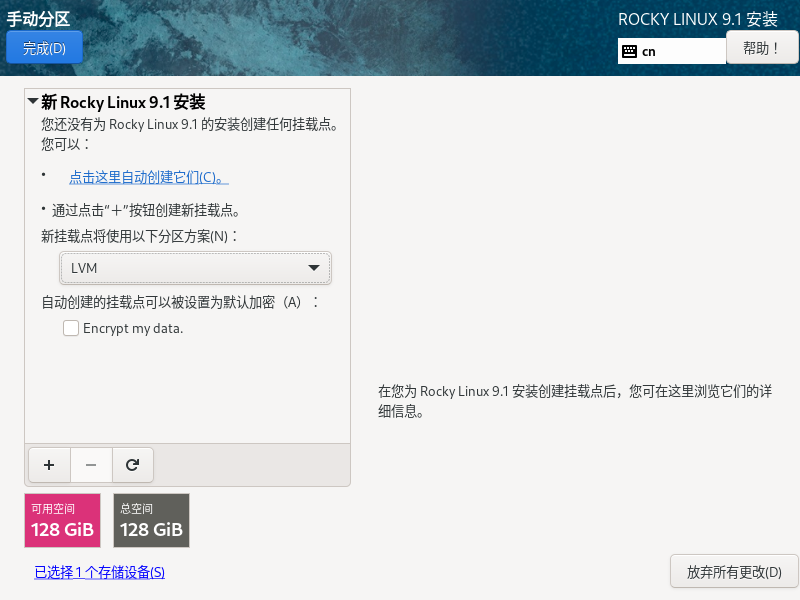 手动分区
ROCKY LINUX 9.1 安装
完成(D)
cn
帮助！
新 Rocky Linux 9.1 安装
您还没有为 Rocky Linux 9.1 的安装创建任何挂载点。
您可以：
• 点击这里自动创建它们(C)。
• 通过点击“＋”按钮创建新挂载点。
新挂载点将使用以下分区方案(N)：
LVM
自动创建的挂载点可以被设置为默认加密（A）：
Encrypt my data.
在您为 Rocky Linux 9.1 安装创建挂载点后，您可在这里浏览它们的详
细信息。
可用空间
128 GiB
总空间
128 GiB
已选择 1 个存储设备(S)
放弃所有更改(D)